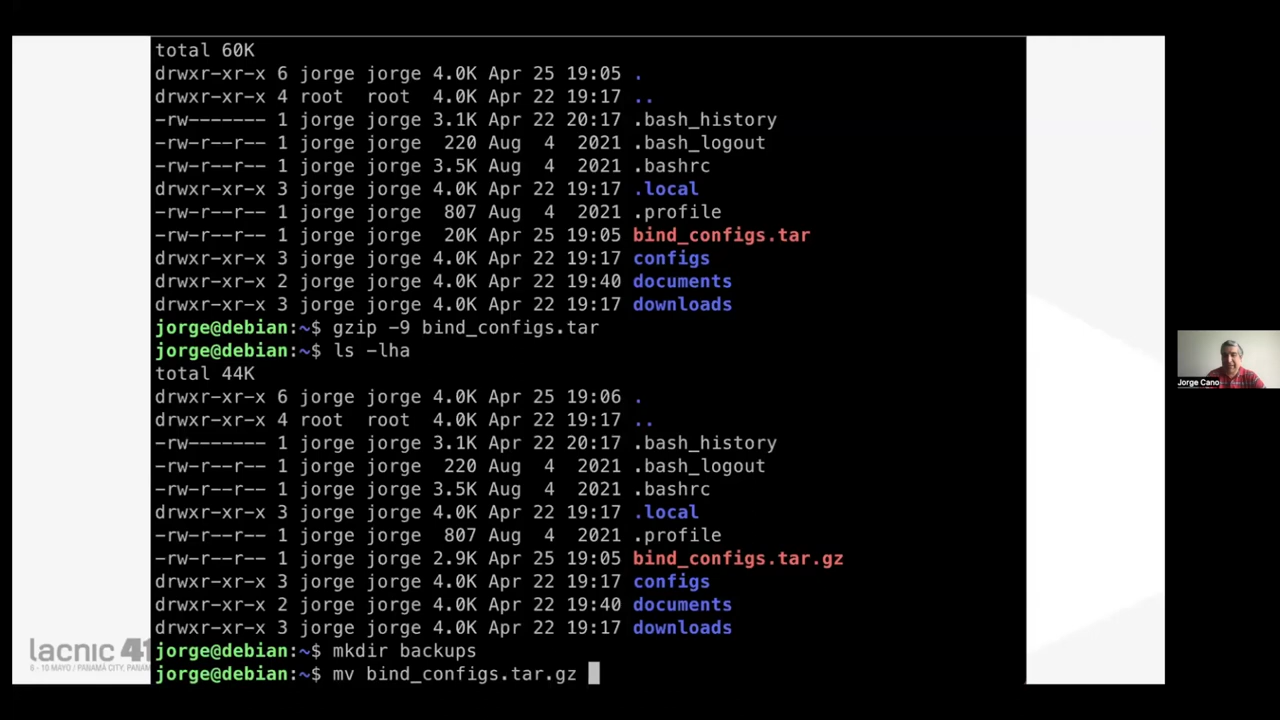 total 60K
drwxr-xr-x 6 jorge jorge 4.0K Apr 25 19:05 .
drwxr-xr-x 4 root  root  4.0K Apr 22 19:17 ..
-rw------- 1 jorge jorge 3.1K Apr 22 20:17 .bash_history
-rw-r--r-- 1 jorge jorge  220 Aug  4  2021 .bash_logout
-rw-r--r-- 1 jorge jorge 3.5K Aug  4  2021 .bashrc
drwxr-xr-x 3 jorge jorge 4.0K Apr 22 19:17 .local
-rw-r--r-- 1 jorge jorge  807 Aug  4  2021 .profile
-rw-r--r-- 1 jorge jorge  20K Apr 25 19:05 bind_configs.tar
drwxr-xr-x 3 jorge jorge 4.0K Apr 22 19:17 configs
drwxr-xr-x 2 jorge jorge 4.0K Apr 22 19:40 documents
drwxr-xr-x 3 jorge jorge 4.0K Apr 22 19:17 downloads
jorge@debian:~$ gzip -9 bind_configs.tar
jorge@debian:~$ ls -lha
total 44K
drwxr-xr-x 6 jorge jorge 4.0K Apr 25 19:06 .
drwxr-xr-x 4 root  root  4.0K Apr 22 19:17 ..
-rw------- 1 jorge jorge 3.1K Apr 22 20:17 .bash_history
-rw-r--r-- 1 jorge jorge  220 Aug  4  2021 .bash_logout
-rw-r--r-- 1 jorge jorge 3.5K Aug  4  2021 .bashrc
drwxr-xr-x 3 jorge jorge 4.0K Apr 22 19:17 .local
-rw-r--r-- 1 jorge jorge  807 Aug  4  2021 .profile
-rw-r--r-- 1 jorge jorge 2.9K Apr 25 19:05 bind_configs.tar.gz
drwxr-xr-x 3 jorge jorge 4.0K Apr 22 19:17 configs
drwxr-xr-x 2 jorge jorge 4.0K Apr 22 19:40 documents
drwxr-xr-x 3 jorge jorge 4.0K Apr 22 19:17 downloads
jorge@debian:~$ mkdir backups
jorge@debian:~$ mv bind_configs.tar.gz
lacnic 41
6 - 10 MAYO / PANAMÁ CITY, PANAM
Jorge Cano